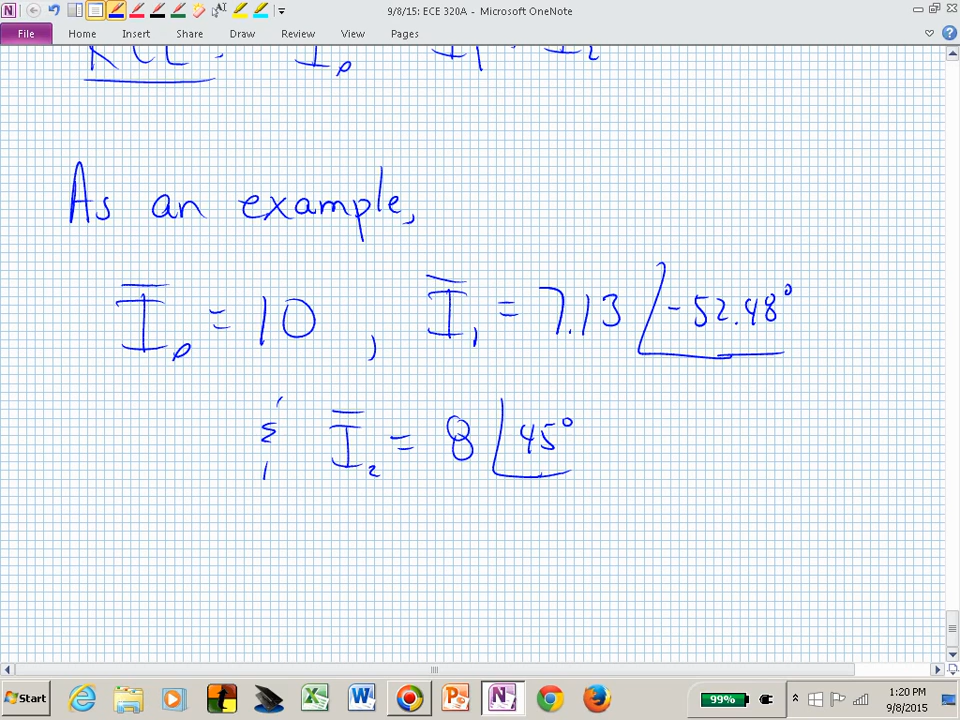 9/8/15: ECE 320A - Microsoft OneNote
File Home Insert Share Draw Review View Pages
As an example,
I̅₀ = 10 , I̅₁ = 7.13 ∠-52.48°
& I̅₂ = 8 ∠45°
Start 99% 1:20 PM
9/8/2015